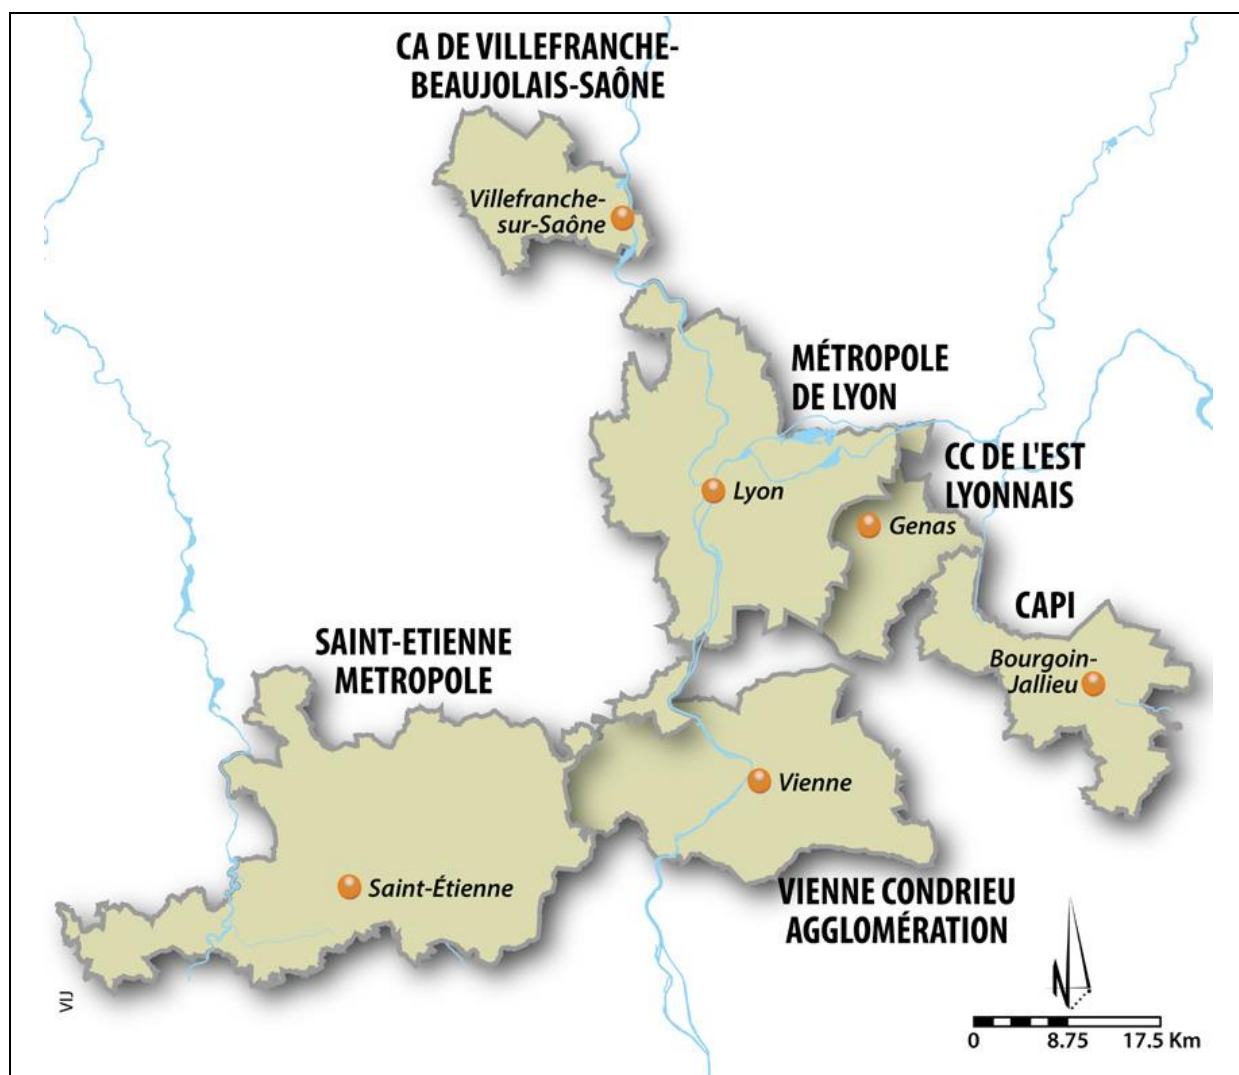 CA DE VILLEFRANCHE-
BEAUJOLAIS-SAÔNE
Villefranche-
sur-Saône
MÉTROPOLE
DE LYON
CC DE L'EST
LYONNAIS
Lyon
Genas
CAPI
SAINT-ETIENNE
METROPOLE
Bourgoin-
Jallieu
Vienne
Saint-Étienne
VIENNE CONDRIEU
AGGLOMÉRATION
VIJ
N
0 8.75 17.5 Km